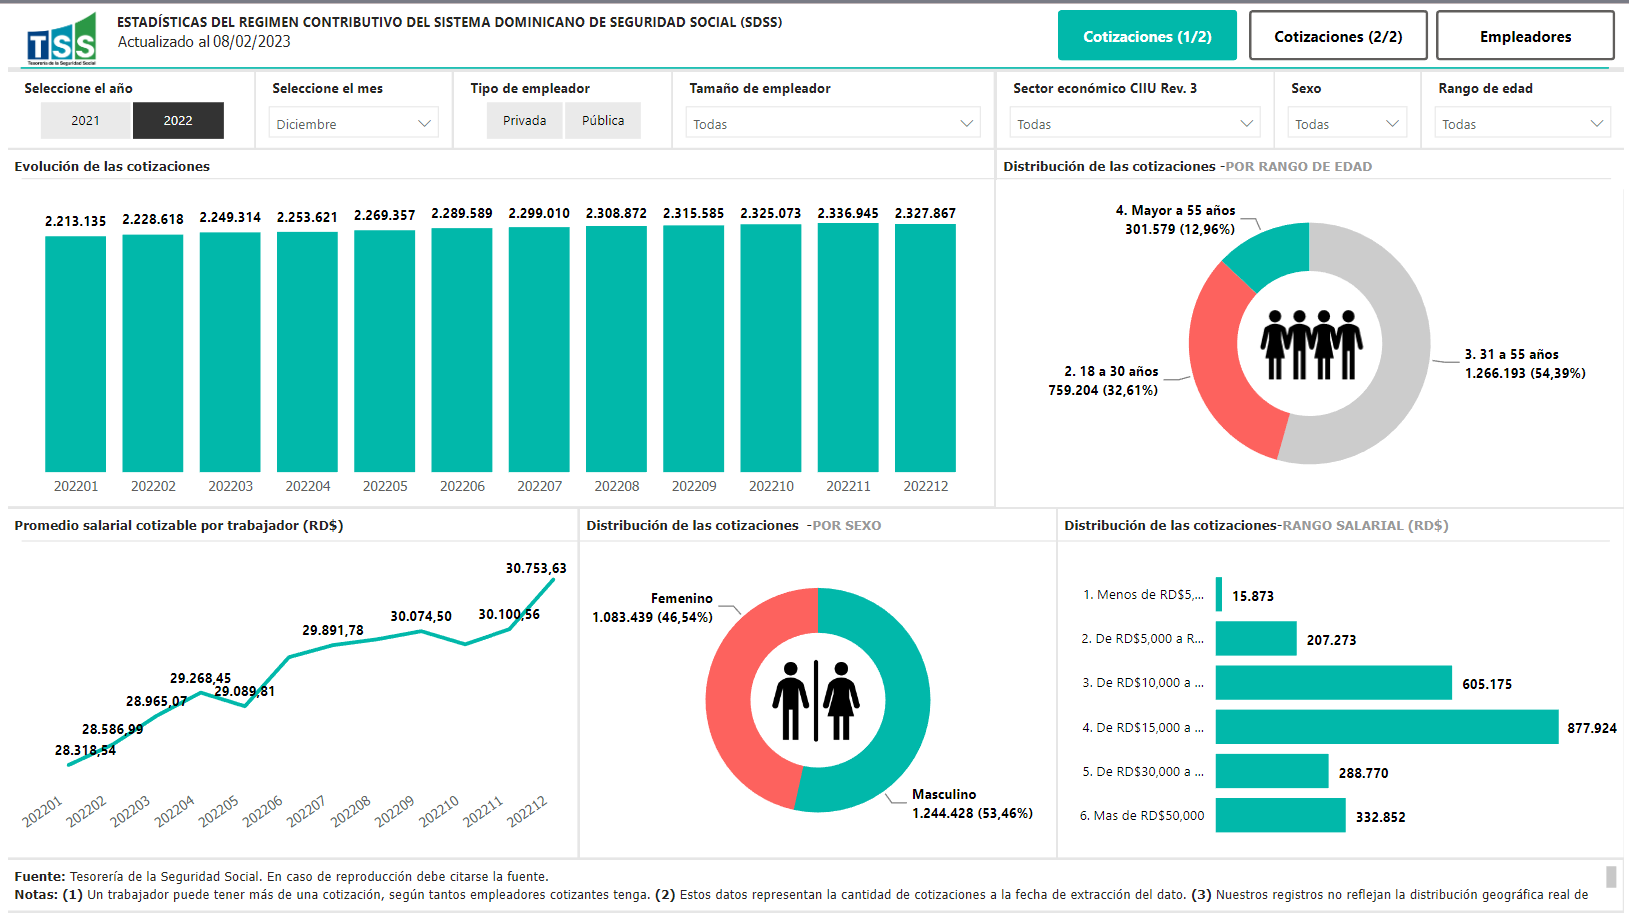 TSS
Tesorería de la Seguridad Social
ESTADÍSTICAS DEL REGIMEN CONTRIBUTIVO DEL SISTEMA DOMINICANO DE SEGURIDAD SOCIAL (SDSS)
Actualizado al 08/02/2023
Cotizaciones (1/2)
Cotizaciones (2/2)
Empleadores
Seleccione el año
2021
2022
Seleccione el mes
Diciembre
Tipo de empleador
Privada
Pública
Tamaño de empleador
Todas
Sector económico CIIU Rev. 3
Todas
Sexo
Todas
Rango de edad
Todas
Evolución de las cotizaciones
2.213.135
2.228.618
2.249.314
2.253.621
2.269.357
2.289.589
2.299.010
2.308.872
2.315.585
2.325.073
2.336.945
2.327.867
202201
202202
202203
202204
202205
202206
202207
202208
202209
202210
202211
202212
Distribución de las cotizaciones -POR RANGO DE EDAD
4. Mayor a 55 años
301.579 (12,96%)
2. 18 a 30 años
759.204 (32,61%)
3. 31 a 55 años
1.266.193 (54,39%)
Promedio salarial cotizable por trabajador (RD$)
28.318,54
28.586,99
28.965,07
29.268,45
29.089,81
29.891,78
30.074,50
30.100,56
30.753,63
202201
202202
202203
202204
202205
202206
202207
202208
202209
202210
202211
202212
Distribución de las cotizaciones -POR SEXO
Femenino
1.083.439 (46,54%)
Masculino
1.244.428 (53,46%)
Distribución de las cotizaciones-RANGO SALARIAL (RD$)
1. Menos de RD$5,... 15.873
2. De RD$5,000 a R... 207.273
3. De RD$10,000 a ... 605.175
4. De RD$15,000 a ... 877.924
5. De RD$30,000 a ... 288.770
6. Mas de RD$50,000 332.852
Fuente: Tesorería de la Seguridad Social. En caso de reproducción debe citarse la fuente.
Notas: (1) Un trabajador puede tener más de una cotización, según tantos empleadores cotizantes tenga. (2) Estos datos representan la cantidad de cotizaciones a la fecha de extracción del dato. (3) Nuestros registros no reflejan la distribución geográfica real de